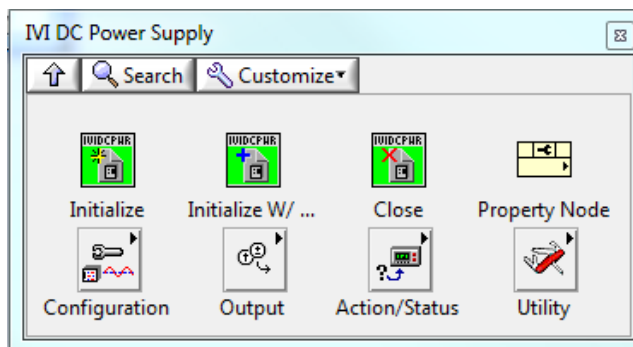 IVI DC Power Supply
Search Customize
IVIDCPWR IVIDCPWR IVIDCPWR
Initialize Initialize W/ ... Close Property Node
?
Configuration Output Action/Status Utility